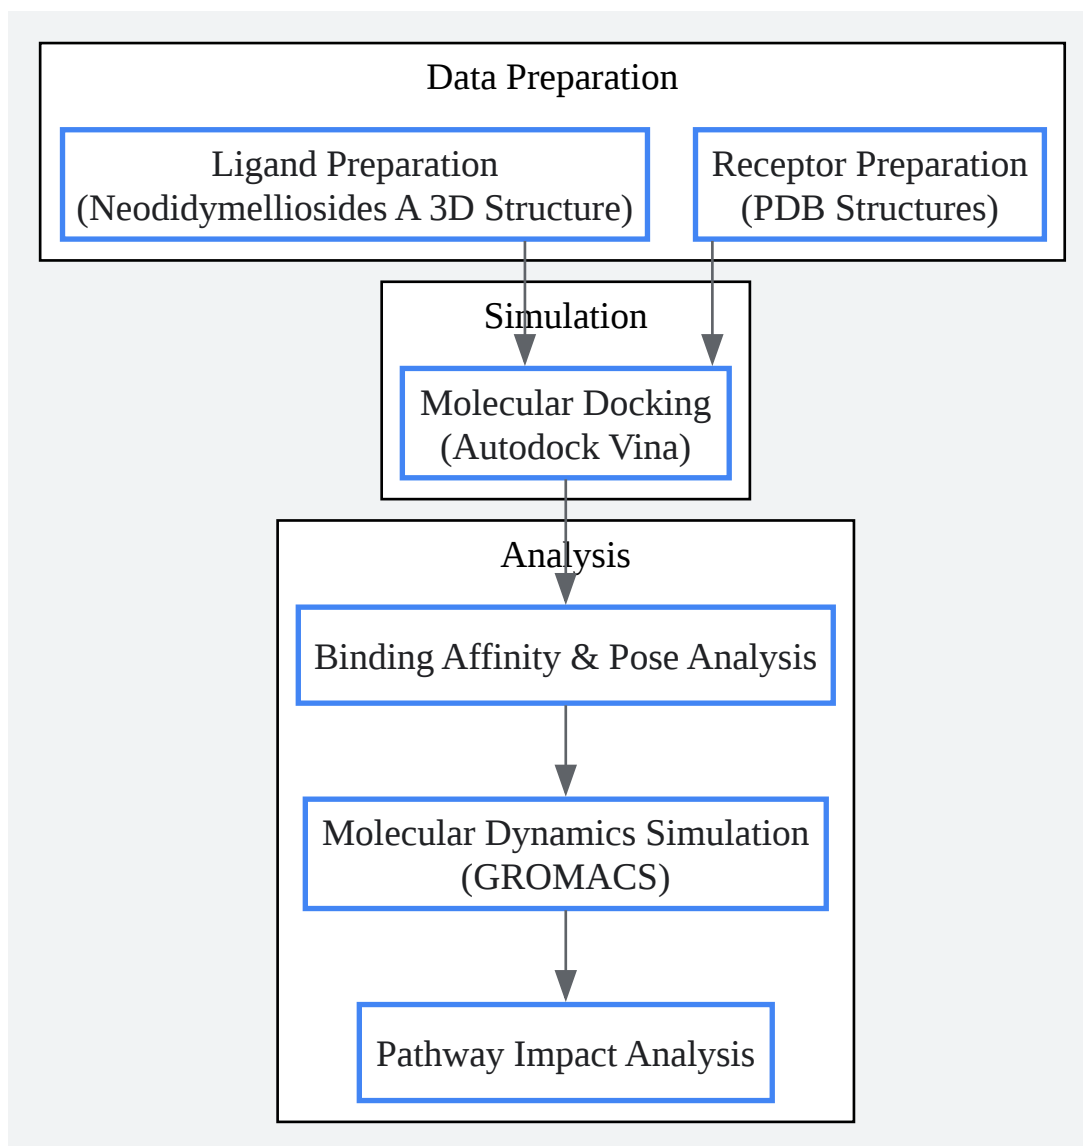 Data Preparation
Ligand Preparation
(Neodidymelliosides A 3D Structure)
Receptor Preparation
(PDB Structures)
Simulation
Molecular Docking
(Autodock Vina)
Analysis
Binding Affinity & Pose Analysis
Molecular Dynamics Simulation
(GROMACS)
Pathway Impact Analysis